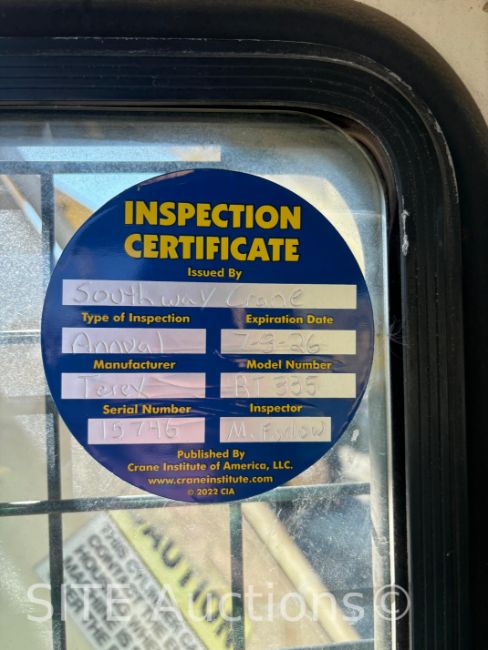 INSPECTION
CERTIFICATE
Issued By
Southway Crane
Type of Inspection Expiration Date
Annual 7-9-26
Manufacturer Model Number
Terex RT 335
Serial Number Inspector
15746 M. Furlow
Published By
Crane Institute of America, LLC.
www.craneinstitute.com
© 2022 CIA
CAUTION
THIS CYL
SITE Auctions©